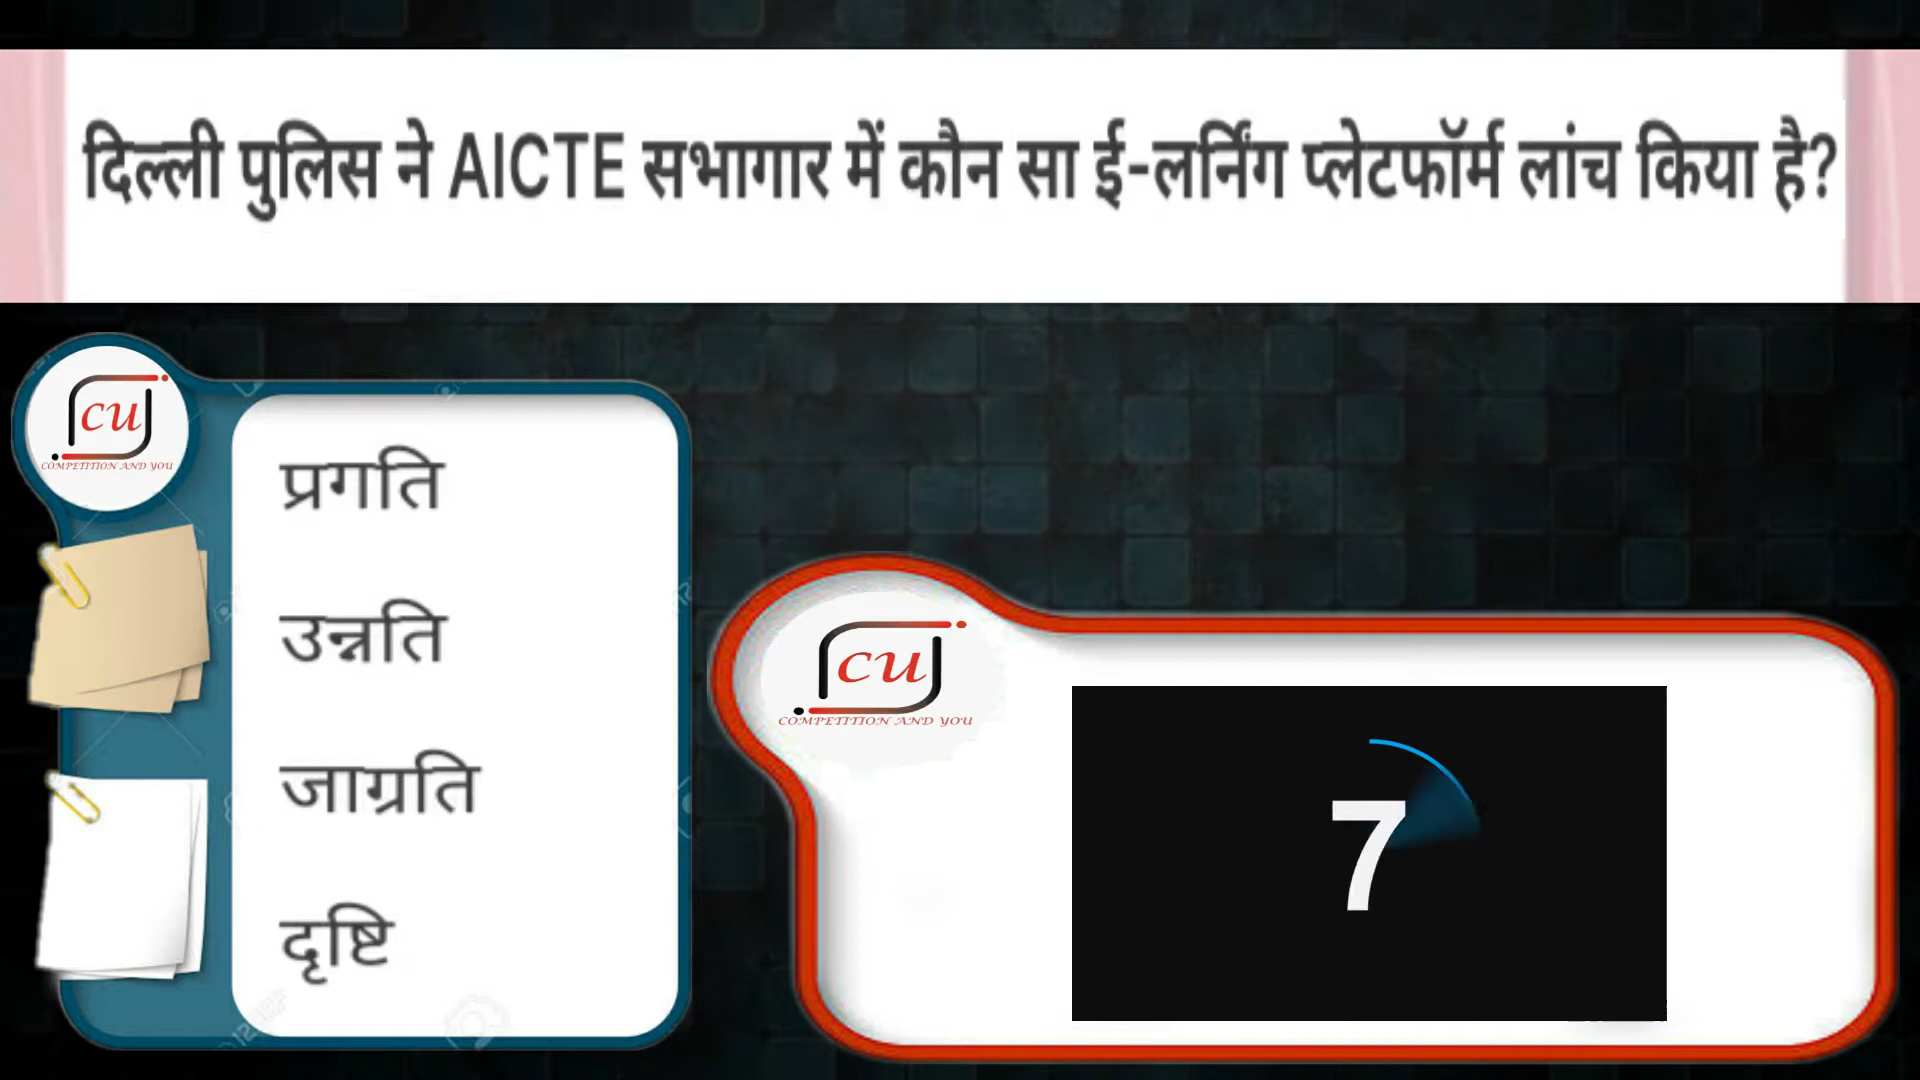 दिल्ली पुलिस ने AICTE सभागार में कौन सा ई-लर्निंग प्लेटफॉर्म लांच किया है?
CU
COMPETITION AND YOU
प्रगति
उन्नति
जाग्रति
दृष्टि
CU
COMPETITION AND YOU
7